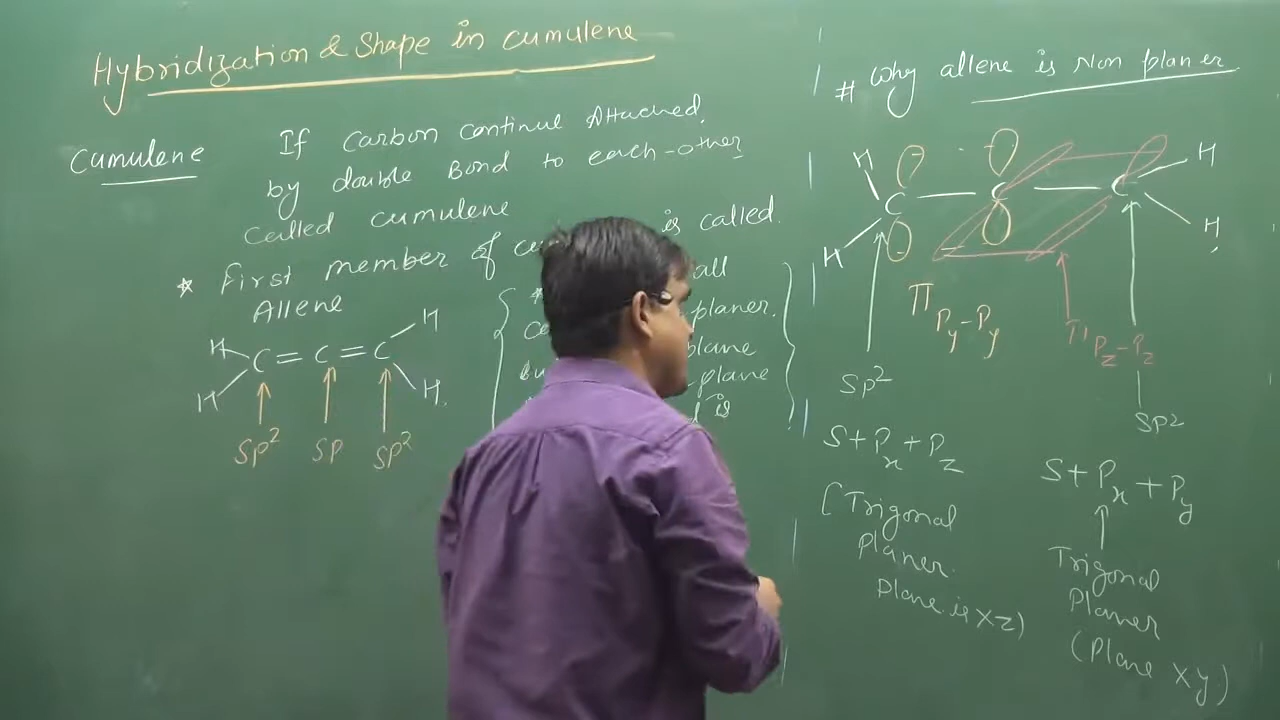 Hybridization & Shape in cumulene
Cumulene If Carbon continue Attached.
by double Bond to each-other
called cumulene
* first member of is called.
Allene
all
planer.
plane
plane
is
H
H
C = C = C
H
H
sp² sp sp²
# Why allene is Non planer
H
H
C C C
H
H
π Py-Py
π Pz-Pz
Sp²
Sp2
S+Px+Pz
[Trigonal
planer.
plane is xz)
S+Px+Py
Trigonal
Planer
(Plane xy)